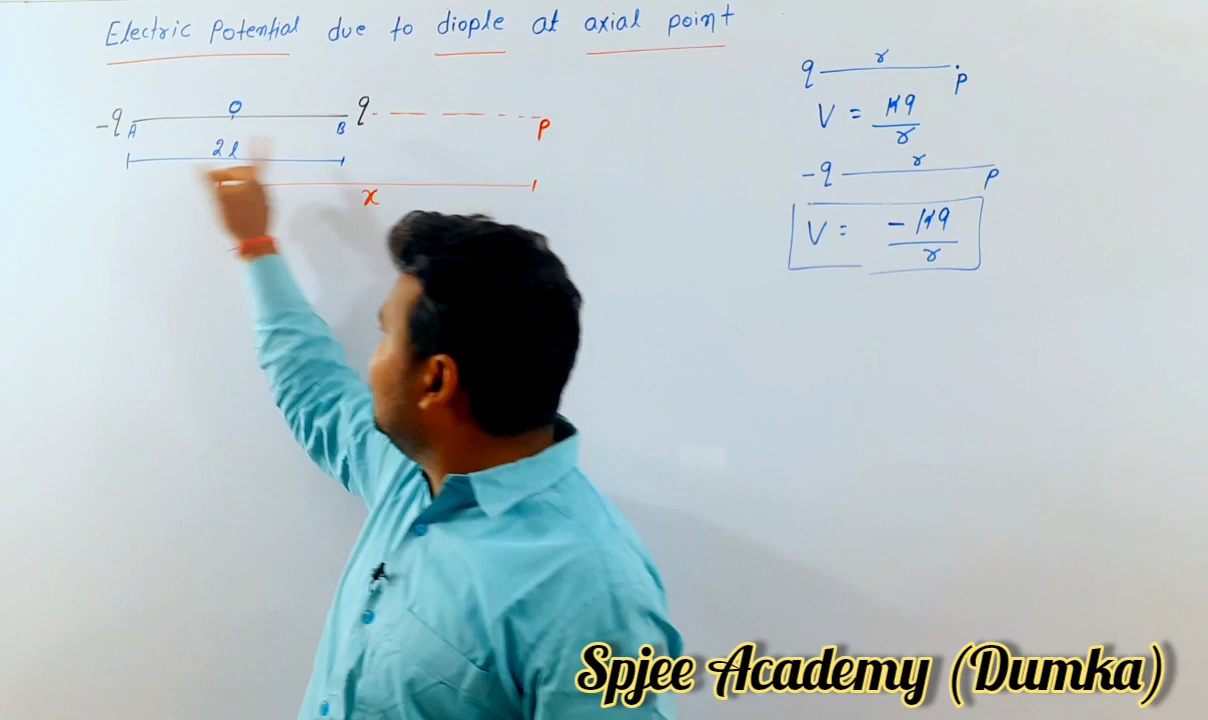 Electric Potential due to diople at axial point
-q A O B q P
2l
x
q r P
V = Kq / r
-q r P
V = -Kq / r
Spjee Academy (Dumka)